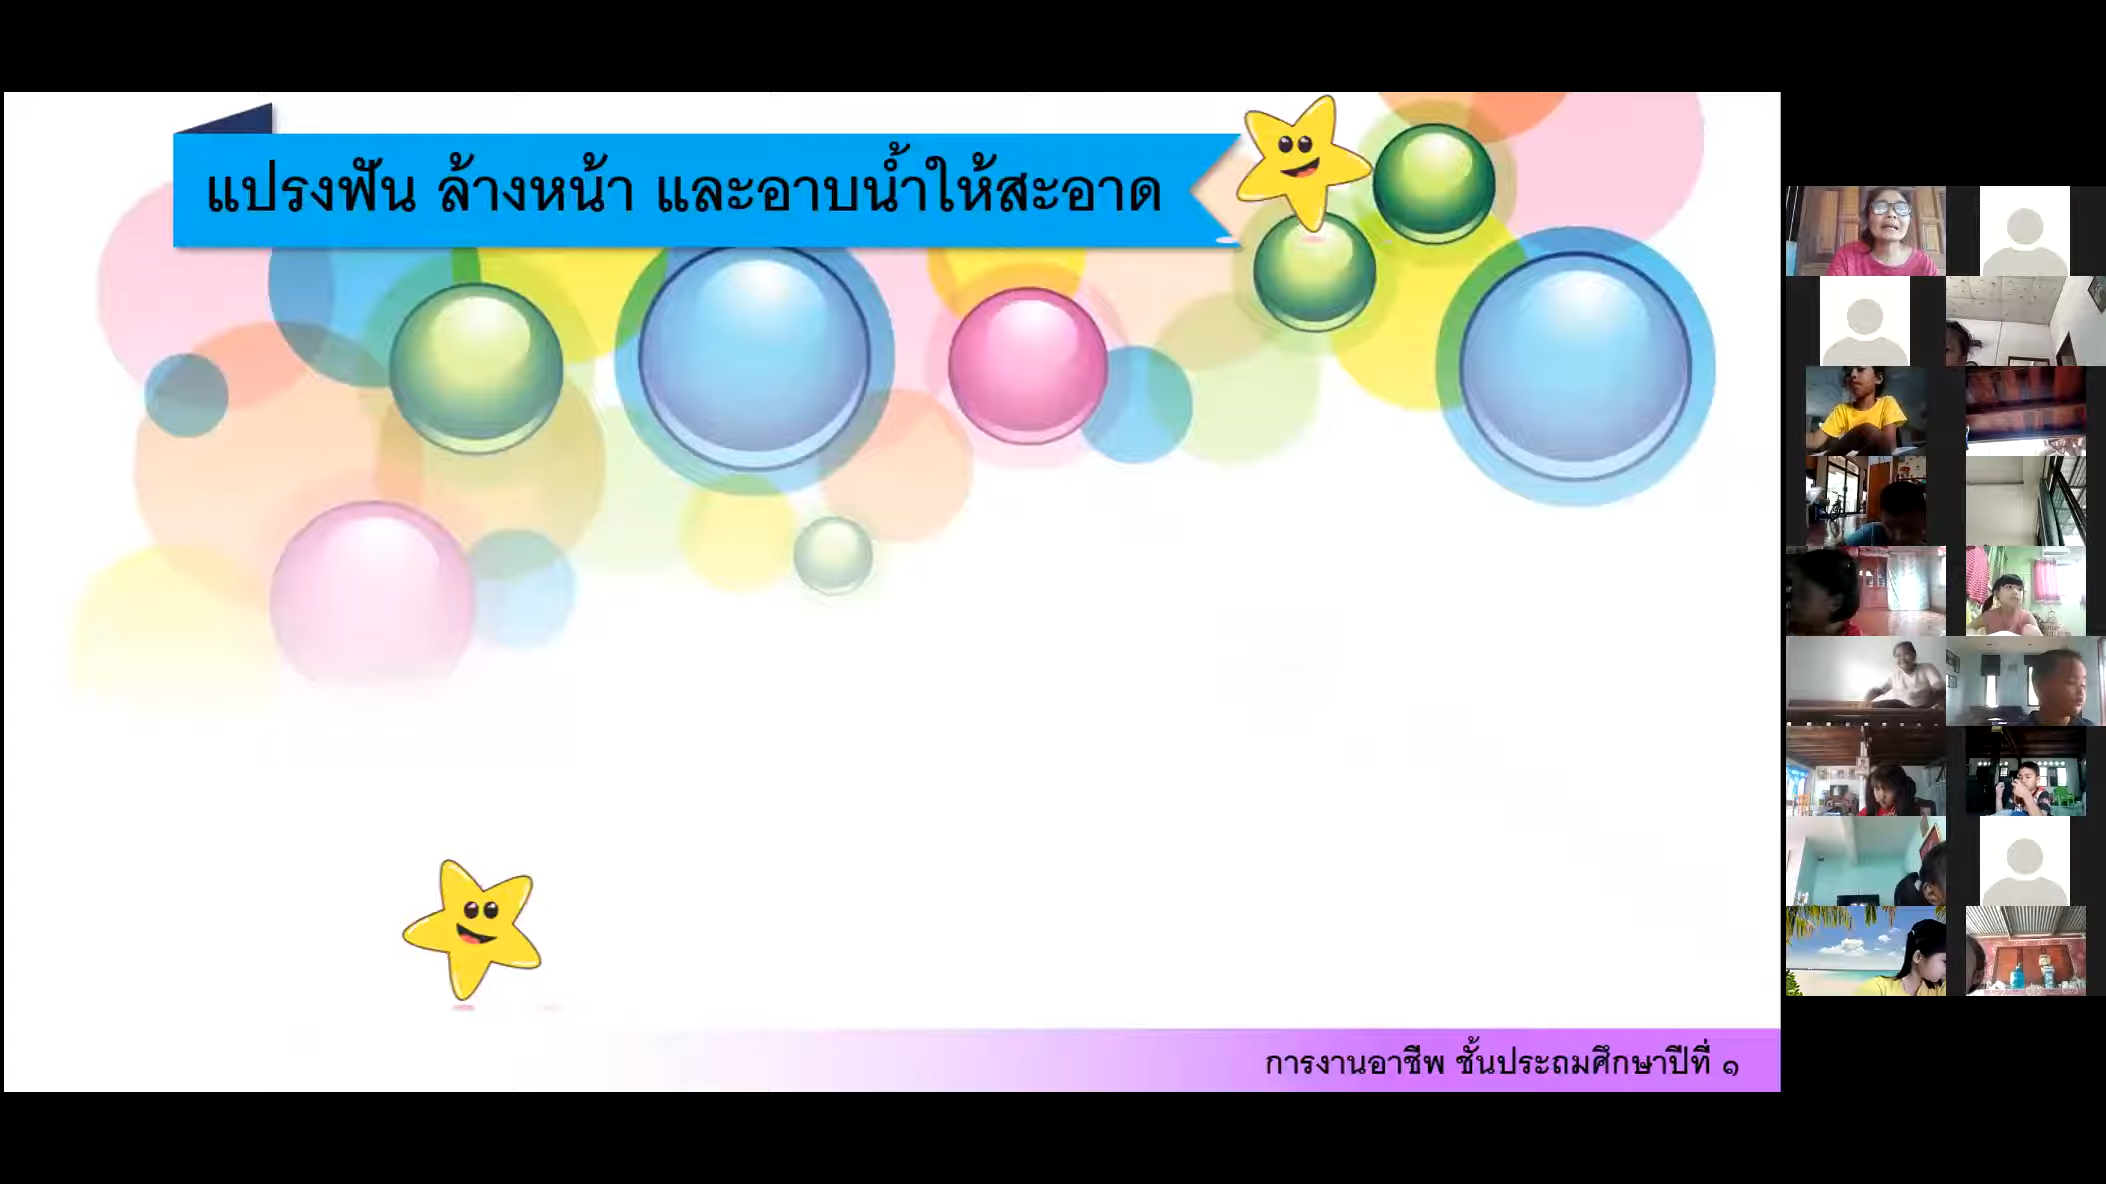 แปรงฟัน ล้างหน้า และอาบน้ำให้สะอาด
การงานอาชีพ ชั้นประถมศึกษาปีที่ ๑